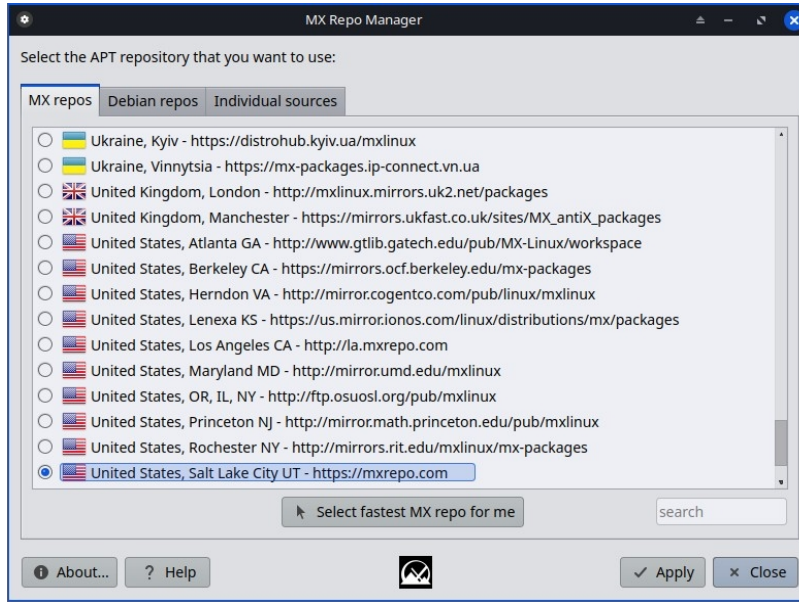 MX Repo Manager
Select the APT repository that you want to use:
MX repos Debian repos Individual sources
Ukraine, Kyiv - https://distrohub.kyiv.ua/mxlinux
Ukraine, Vinnytsia - https://mx-packages.ip-connect.vn.ua
United Kingdom, London - http://mxlinux.mirrors.uk2.net/packages
United Kingdom, Manchester - https://mirrors.ukfast.co.uk/sites/MX_antiX_packages
United States, Atlanta GA - http://www.gtlib.gatech.edu/pub/MX-Linux/workspace
United States, Berkeley CA - https://mirrors.ocf.berkeley.edu/mx-packages
United States, Herndon VA - http://mirror.cogentco.com/pub/linux/mxlinux
United States, Lenexa KS - https://us.mirror.ionos.com/linux/distributions/mx/packages
United States, Los Angeles CA - http://la.mxrepo.com
United States, Maryland MD - http://mirror.umd.edu/mxlinux
United States, OR, IL, NY - http://ftp.osuosl.org/pub/mxlinux
United States, Princeton NJ - http://mirror.math.princeton.edu/pub/mxlinux
United States, Rochester NY - http://mirrors.rit.edu/mxlinux/mx-packages
United States, Salt Lake City UT - https://mxrepo.com
Select fastest MX repo for me search
About... ? Help Apply Close